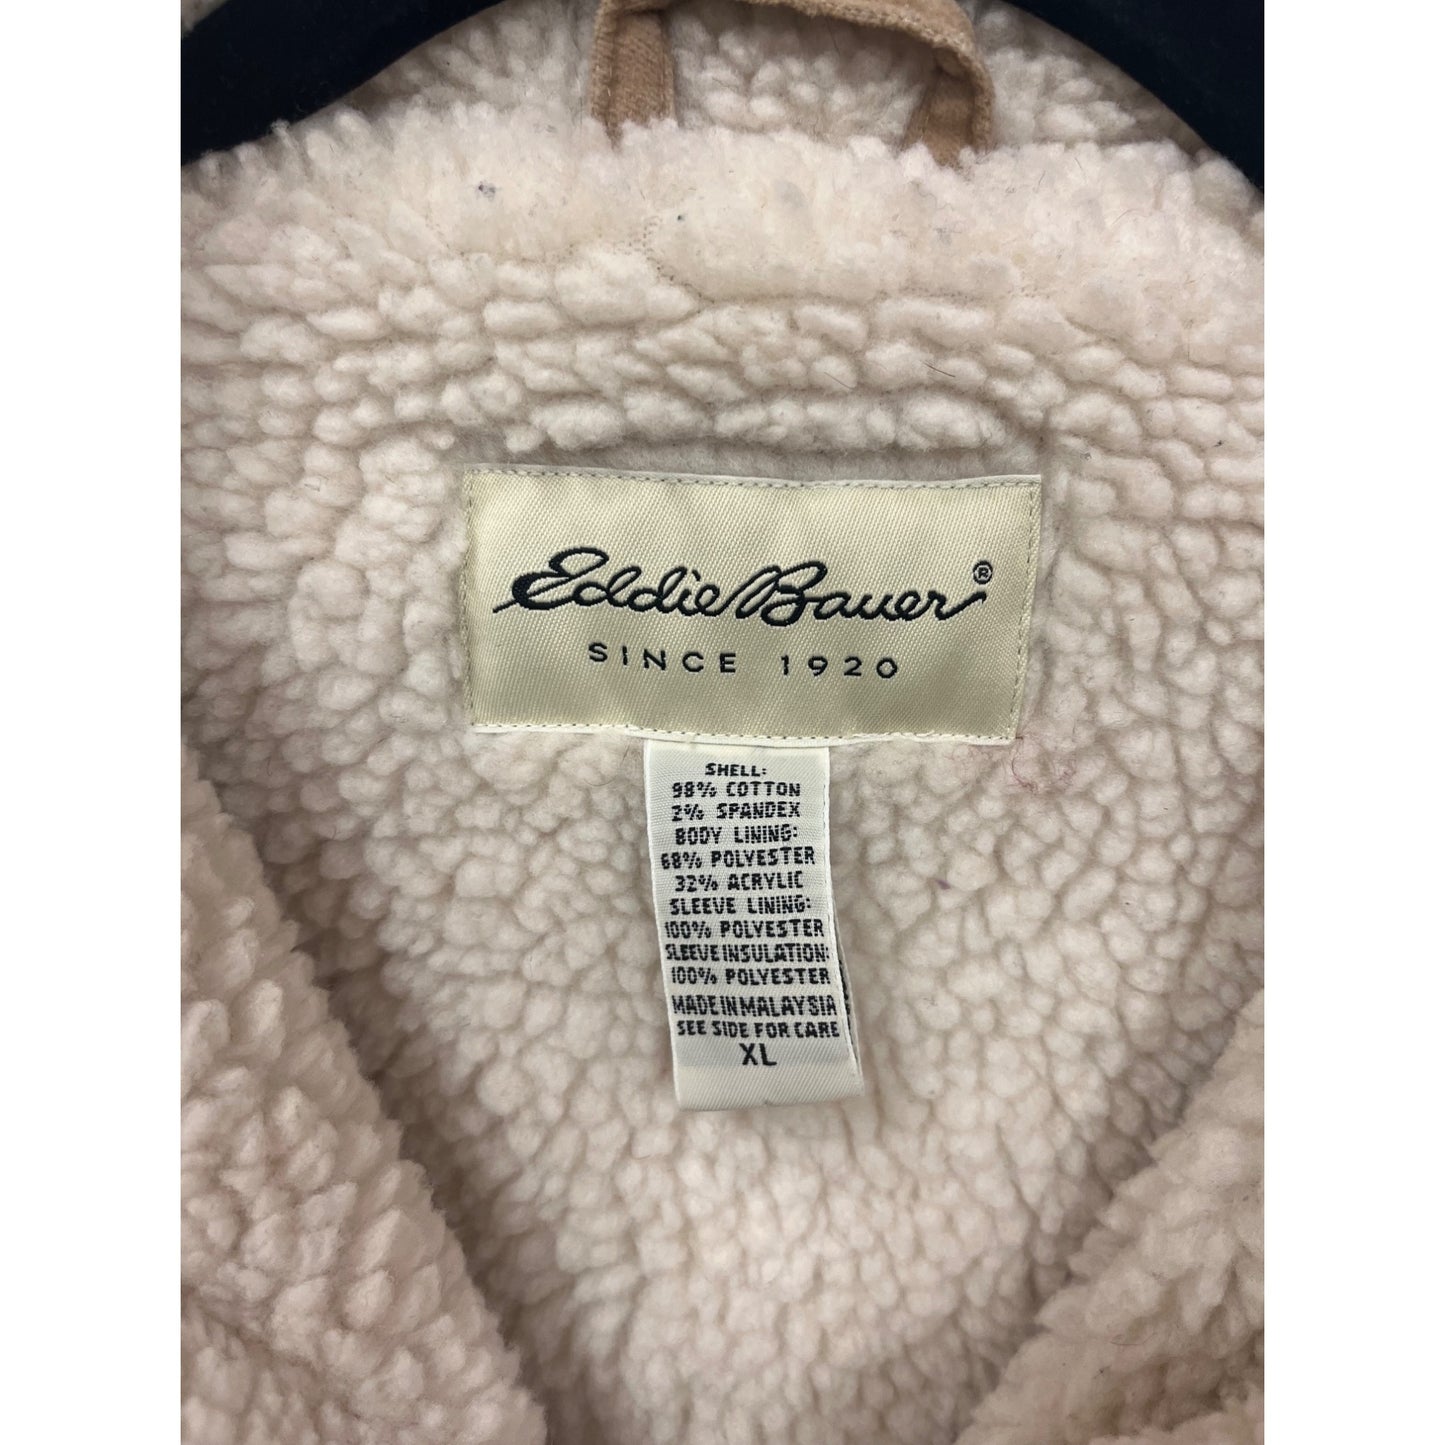 Eddie Bauer®
SINCE 1920
SHELL:
98% COTTON
2% SPANDEX
BODY LINING:
68% POLYESTER
32% ACRYLIC
SLEEVE LINING:
100% POLYESTER
SLEEVE INSULATION:
100% POLYESTER
MADE IN MALAYSIA
SEE SIDE FOR CARE
XL